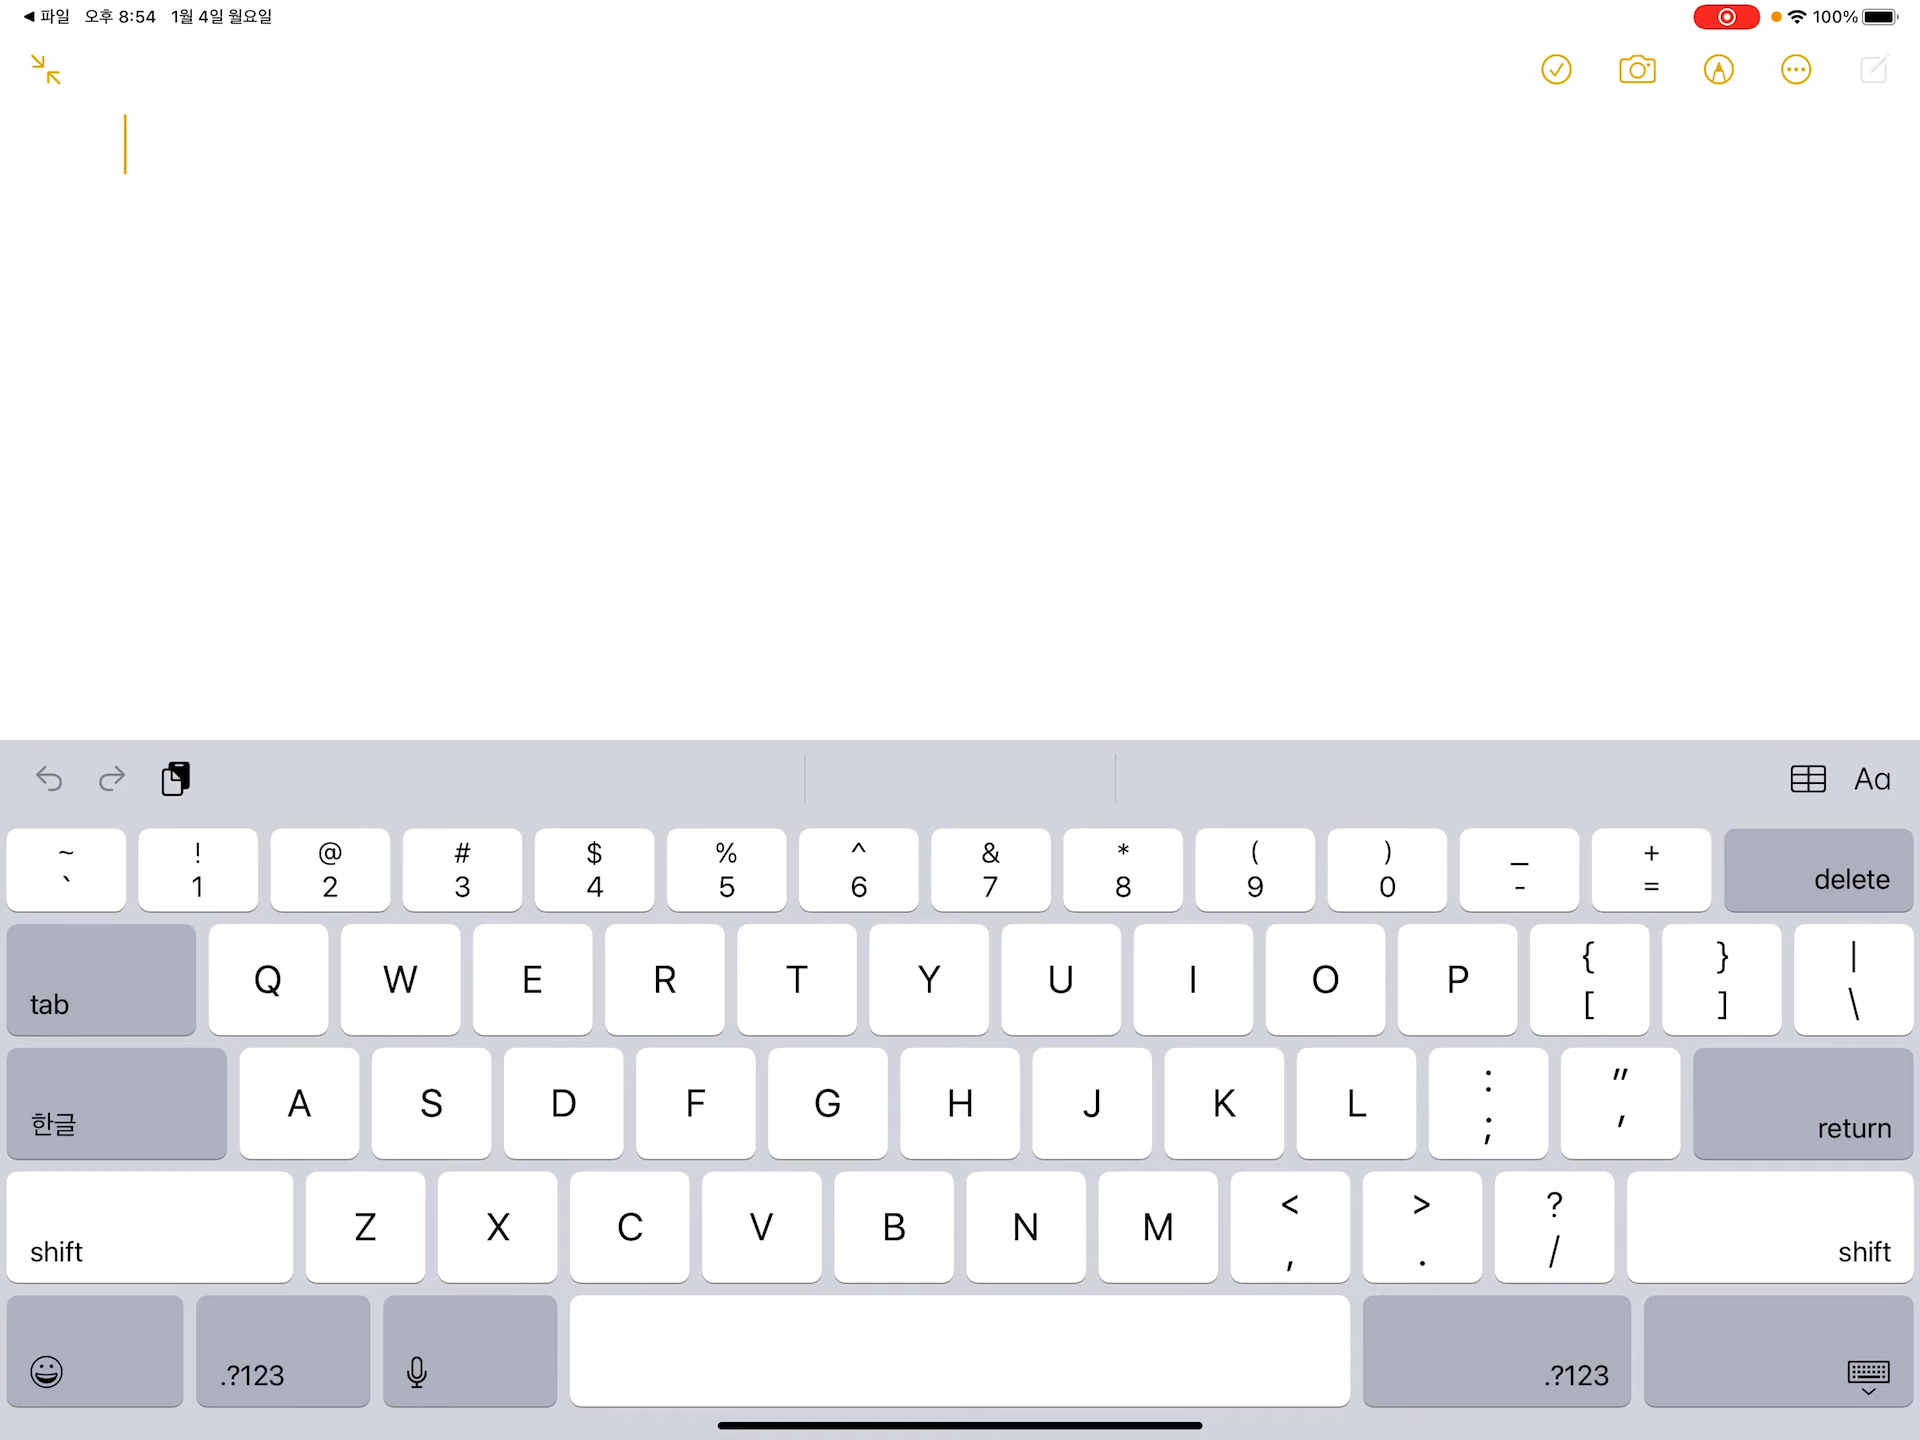 ◀ 파일 오후 8:54 1월 4일 월요일 100%
Aa
~ ! @ # $ % ^ & * ( ) _ +
` 1 2 3 4 5 6 7 8 9 0 - = delete
tab Q W E R T Y U I O P { [ } ] | \
한글 A S D F G H J K L : ; " ' return
shift Z X C V B N M < , > . ? / shift
.?123 .?123